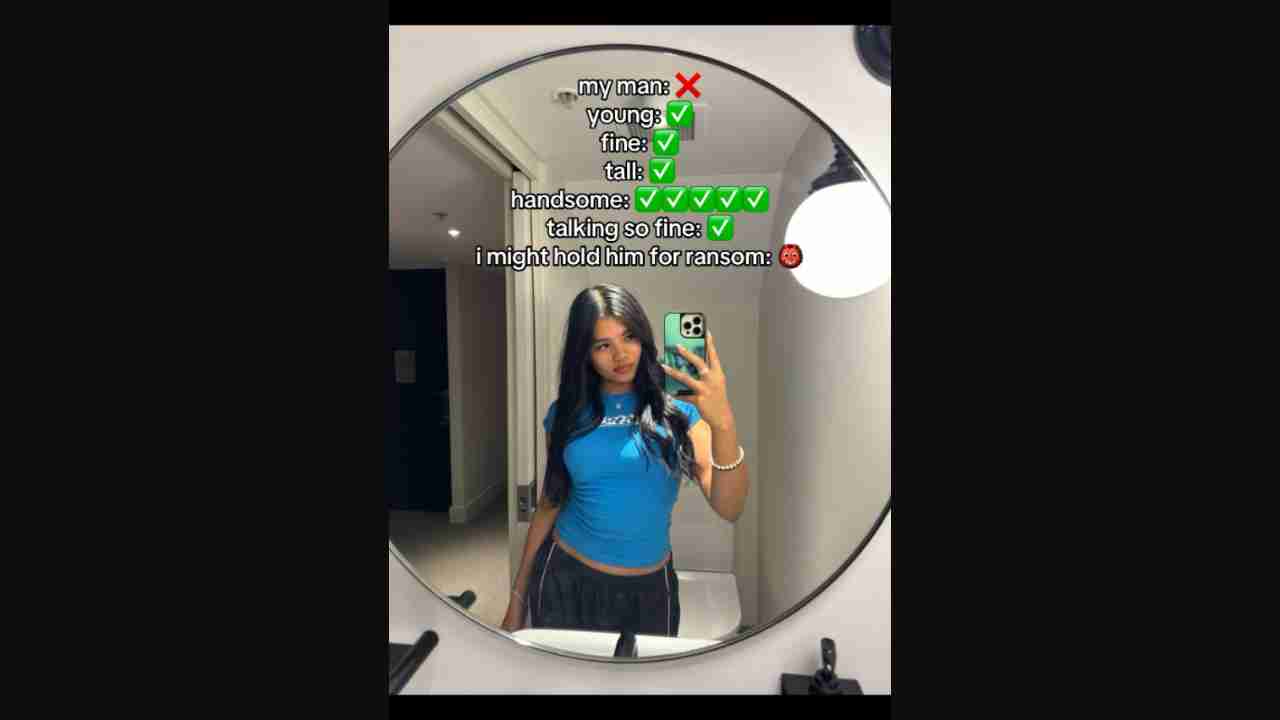 my man: ❌
young: ✅
fine: ✅
tall: ✅
handsome: ✅✅✅✅✅
talking so fine: ✅
i might hold him for ransom: 👹